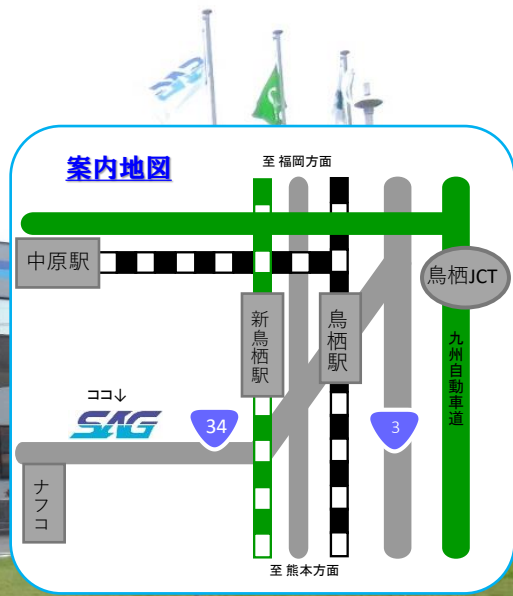 案内地図
至 福岡方面
中原駅
鳥栖JCT
新鳥栖駅
鳥栖駅
九州自動車道
ココ↓
SAG
34
3
ナフコ
至 熊本方面